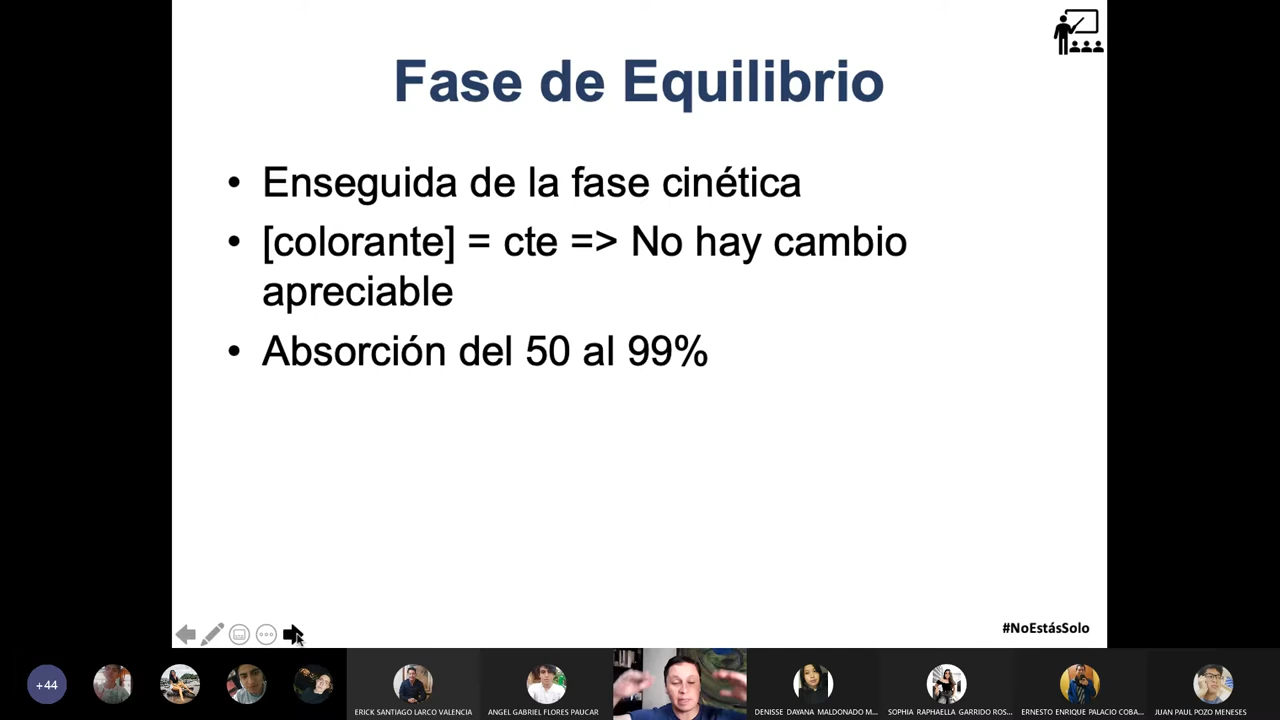 Fase de Equilibrio
• Enseguida de la fase cinética
• [colorante] = cte => No hay cambio
apreciable
• Absorción del 50 al 99%
#NoEstásSolo
+44
ERICK SANTIAGO LARCO VALENCIA
ANGEL GABRIEL FLORES PAUCAR
DENISSE DAYANA MALDONADO M...
SOPHIA RAPHAELLA GARRIDO ROS...
ERNESTO ENRIQUE PALACIO COBA...
JUAN PAUL POZO MENESES